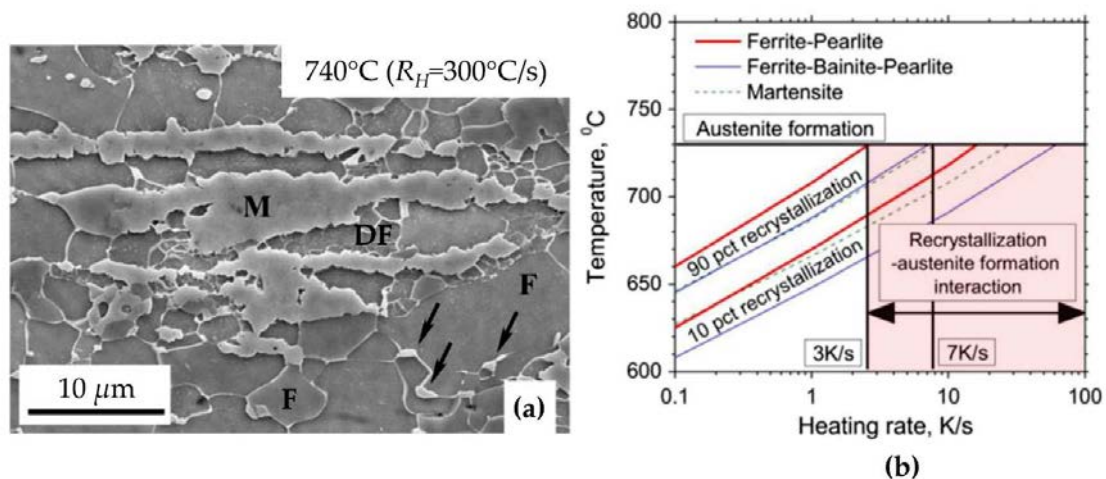 740°C (R_H=300°C/s)
M
DF
F
F
10 μm
(a)
800
750
700
650
600
Temperature, ⁰C
Ferrite-Pearlite
Ferrite-Bainite-Pearlite
Martensite
Austenite formation
90 pct recrystallization
10 pct recrystallization
Recrystallization
-austenite formation
interaction
3K/s
7K/s
0.1
1
10
100
Heating rate, K/s
(b)